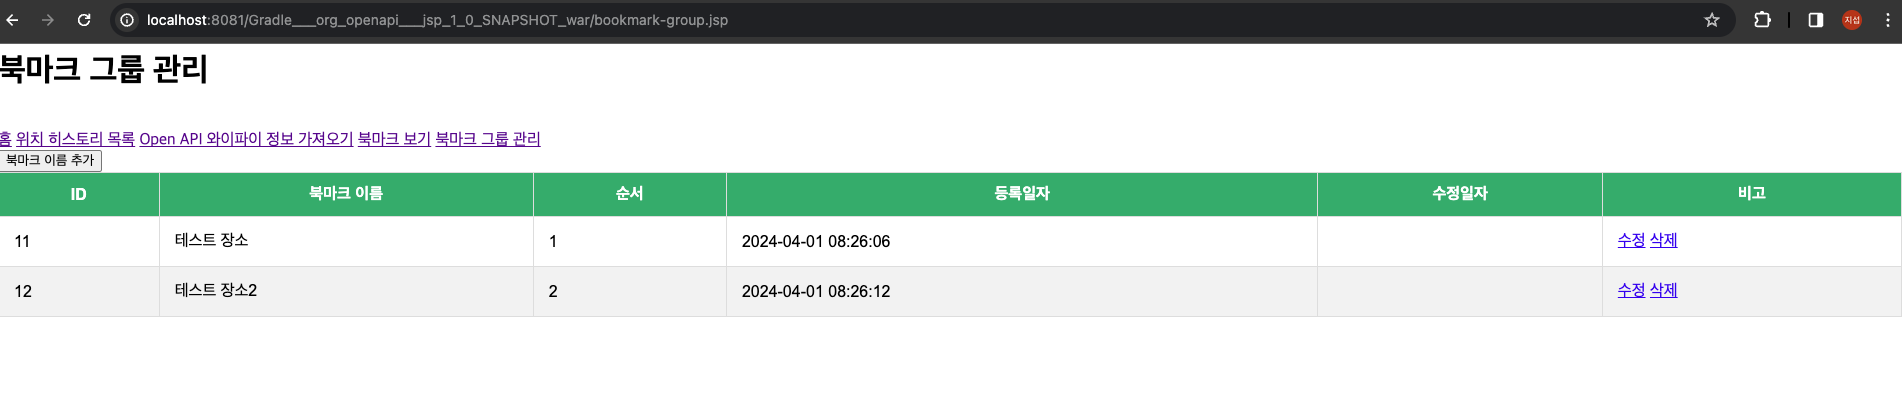 localhost:8081/Gradle___org_openapi___jsp_1_0_SNAPSHOT_war/bookmark-group.jsp
지섭
북마크 그룹 관리
홈 위치 히스토리 목록 Open API 와이파이 정보 가져오기 북마크 보기 북마크 그룹 관리
북마크 이름 추가
ID 북마크 이름 순서 등록일자 수정일자 비고
11 테스트 장소 1 2024-04-01 08:26:06 수정 삭제
12 테스트 장소2 2 2024-04-01 08:26:12 수정 삭제